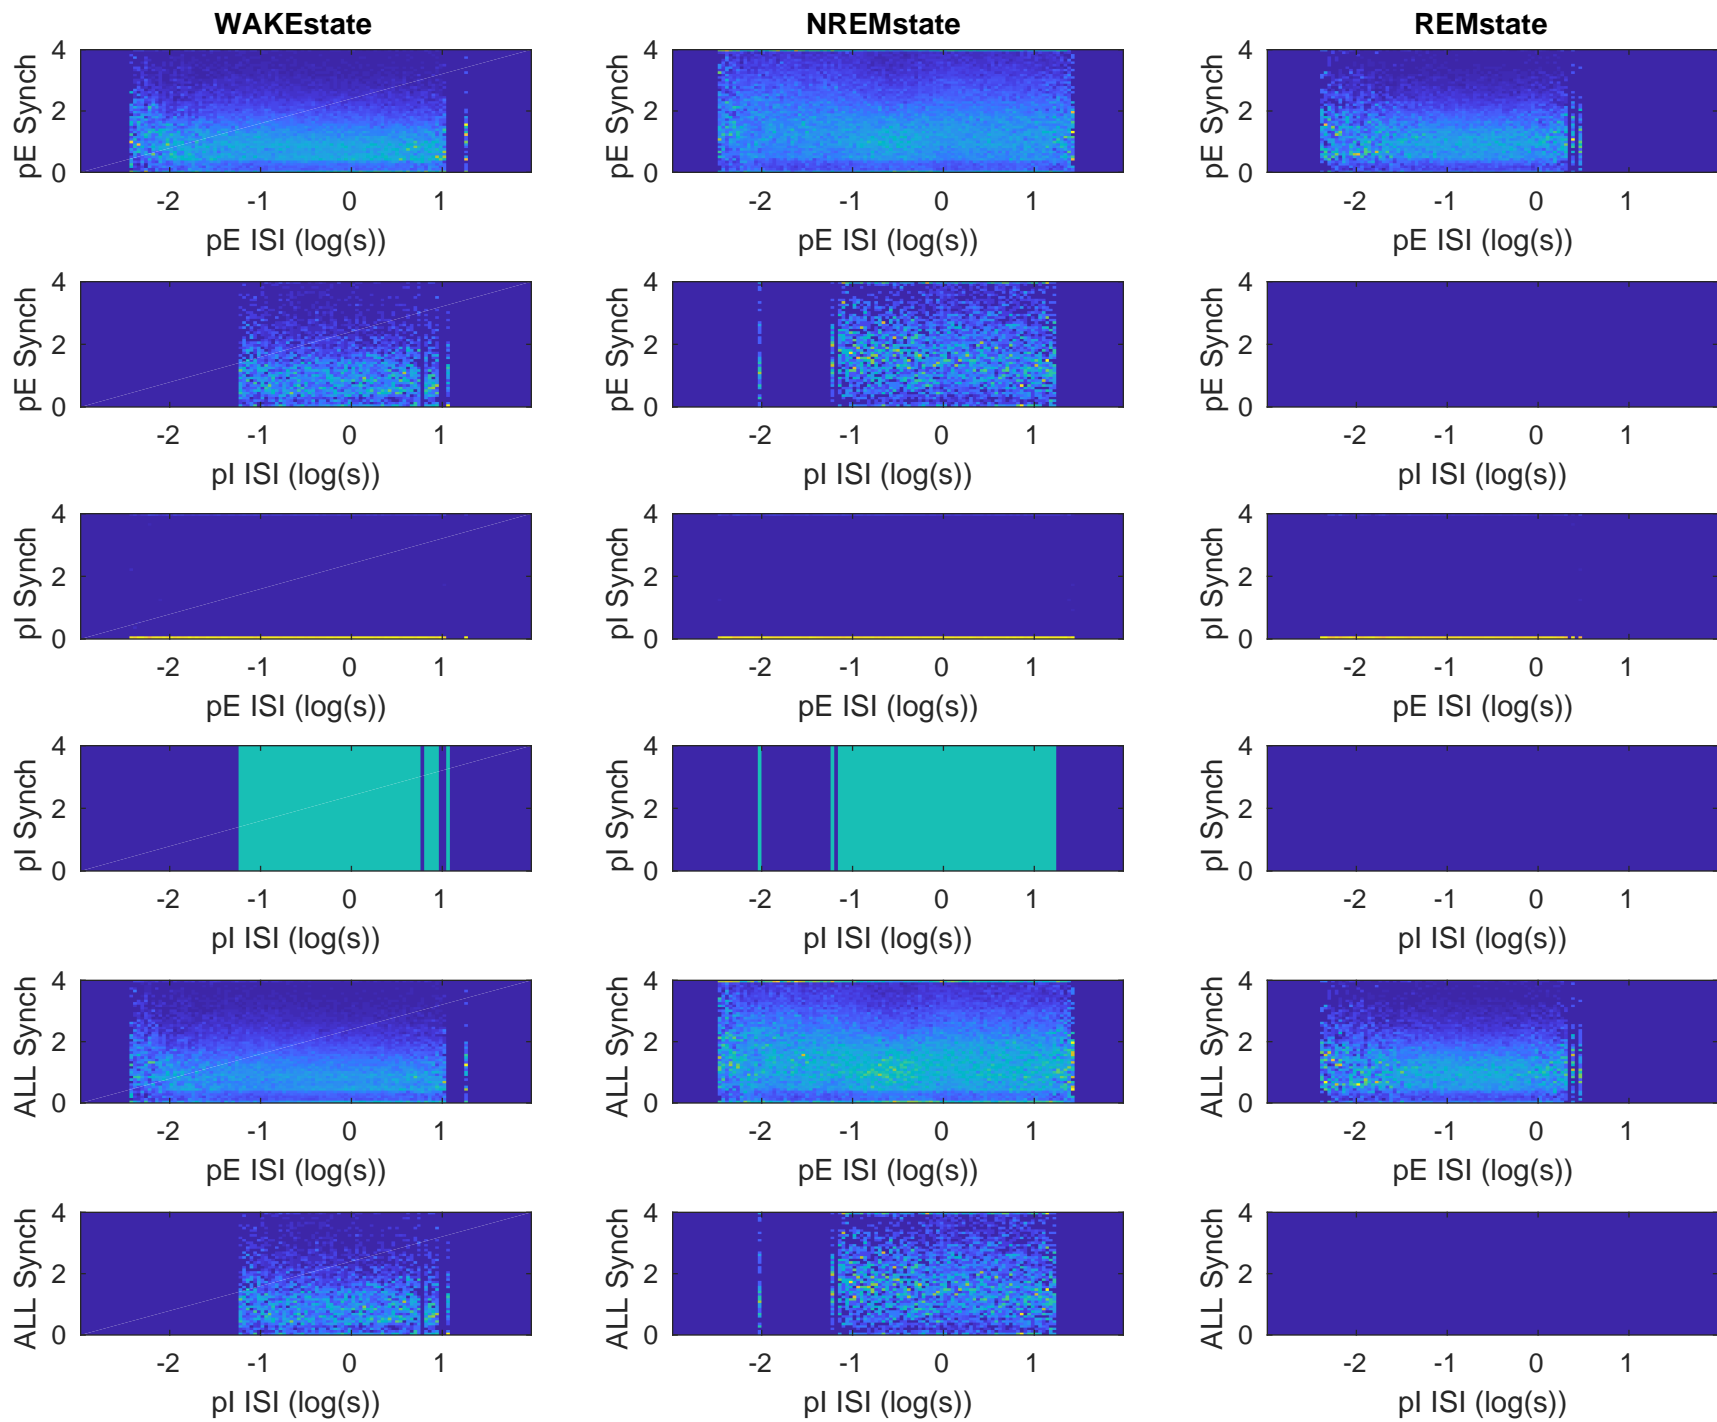 WAKEstate NREMstate REMstate
4 4 4
pE Synch pE Synch pE Synch
2 2 2
0 0 0
-2 -1 0 1 -2 -1 0 1 -2 -1 0 1
pE ISI (log(s)) pE ISI (log(s)) pE ISI (log(s))
4 4 4
pE Synch pE Synch pE Synch
2 2 2
0 0 0
-2 -1 0 1 -2 -1 0 1 -2 -1 0 1
pI ISI (log(s)) pI ISI (log(s)) pI ISI (log(s))
4 4 4
pI Synch pI Synch pI Synch
2 2 2
0 0 0
-2 -1 0 1 -2 -1 0 1 -2 -1 0 1
pE ISI (log(s)) pE ISI (log(s)) pE ISI (log(s))
4 4 4
pI Synch pI Synch pI Synch
2 2 2
0 0 0
-2 -1 0 1 -2 -1 0 1 -2 -1 0 1
pI ISI (log(s)) pI ISI (log(s)) pI ISI (log(s))
4 4 4
ALL Synch ALL Synch ALL Synch
2 2 2
0 0 0
-2 -1 0 1 -2 -1 0 1 -2 -1 0 1
pE ISI (log(s)) pE ISI (log(s)) pE ISI (log(s))
4 4 4
ALL Synch ALL Synch ALL Synch
2 2 2
0 0 0
-2 -1 0 1 -2 -1 0 1 -2 -1 0 1
pI ISI (log(s)) pI ISI (log(s)) pI ISI (log(s))